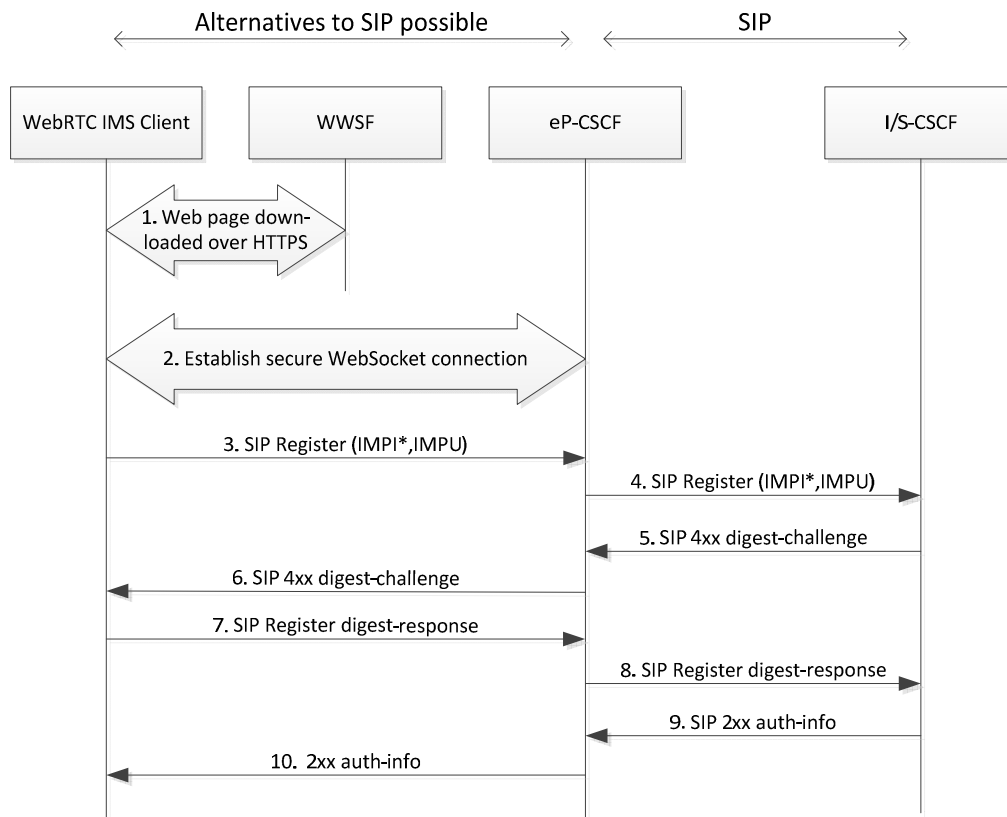 Alternatives to SIP possible
SIP
WebRTC IMS Client
WWSF
eP-CSCF
I/S-CSCF
1. Web page down-
loaded over HTTPS
2. Establish secure WebSocket connection
3. SIP Register (IMPI*,IMPU)
4. SIP Register (IMPI*,IMPU)
5. SIP 4xx digest-challenge
6. SIP 4xx digest-challenge
7. SIP Register digest-response
8. SIP Register digest-response
9. SIP 2xx auth-info
10. 2xx auth-info